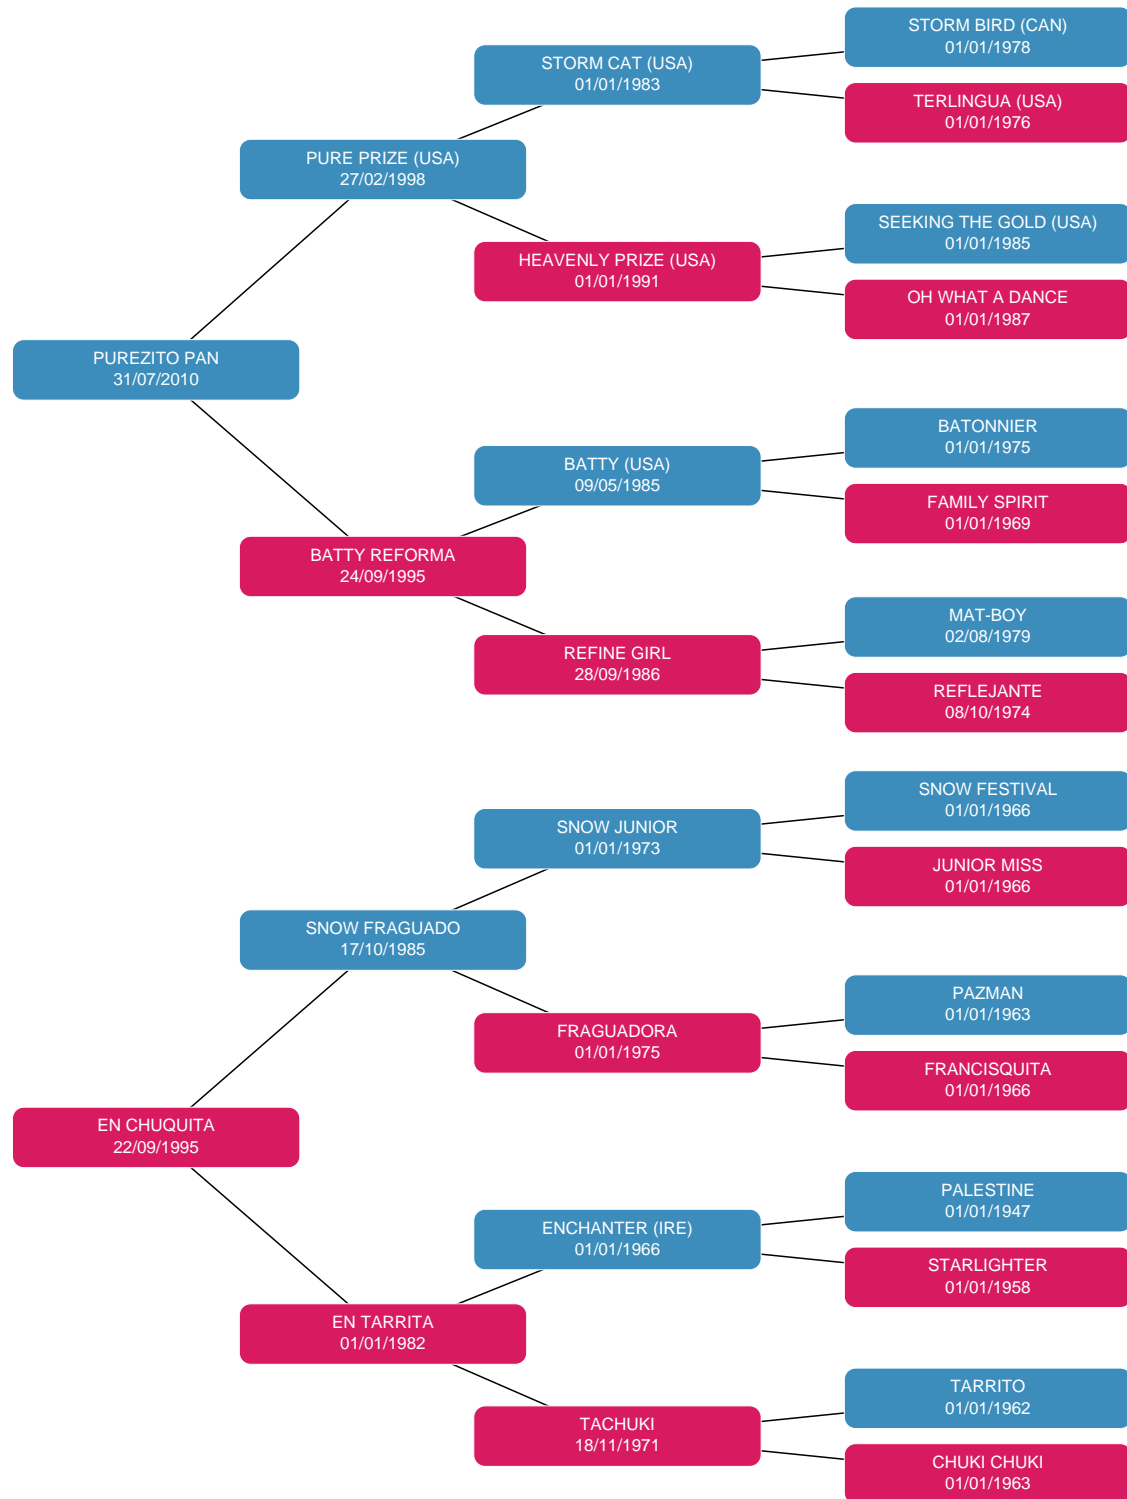 STORM BIRD (CAN)
01/01/1978
STORM CAT (USA)
01/01/1983
TERLINGUA (USA)
01/01/1976
PURE PRIZE (USA)
27/02/1998
SEEKING THE GOLD (USA)
01/01/1985
HEAVENLY PRIZE (USA)
01/01/1991
OH WHAT A DANCE
01/01/1987
PUREZITO PAN
31/07/2010
BATONNIER
01/01/1975
BATTY (USA)
09/05/1985
FAMILY SPIRIT
01/01/1969
BATTY REFORMA
24/09/1995
MAT-BOY
02/08/1979
REFINE GIRL
28/09/1986
REFLEJANTE
08/10/1974
SNOW FESTIVAL
01/01/1966
SNOW JUNIOR
01/01/1973
JUNIOR MISS
01/01/1966
SNOW FRAGUADO
17/10/1985
PAZMAN
01/01/1963
FRAGUADORA
01/01/1975
FRANCISQUITA
01/01/1966
EN CHUQUITA
22/09/1995
PALESTINE
01/01/1947
ENCHANTER (IRE)
01/01/1966
STARLIGHTER
01/01/1958
EN TARRITA
01/01/1982
TARRITO
01/01/1962
TACHUKI
18/11/1971
CHUKI CHUKI
01/01/1963